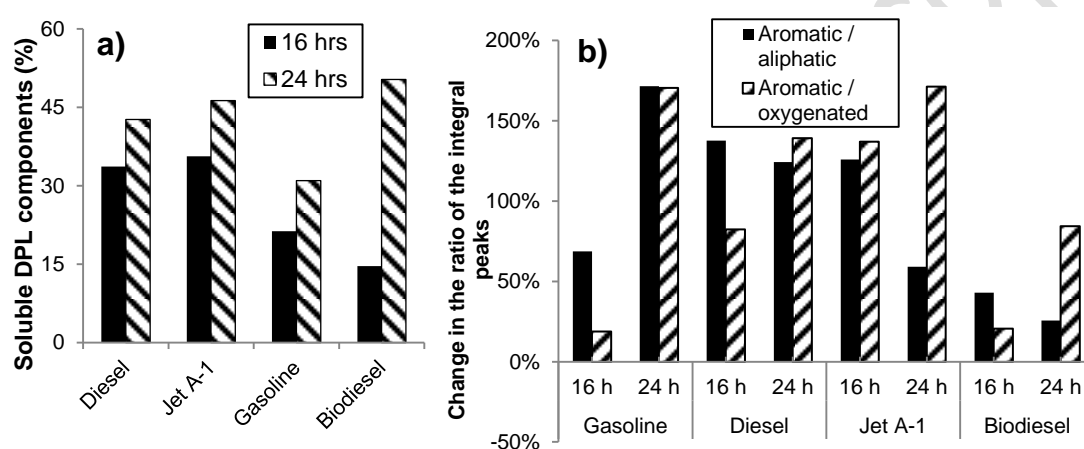 a)
Soluble DPL components (%)
60
45
30
15
0
16 hrs
24 hrs
Diesel
Jet A-1
Gasoline
Biodiesel
b)
Change in the ratio of the integral
peaks
200%
150%
100%
50%
0%
-50%
Aromatic /
aliphatic
Aromatic /
oxygenated
16 h 24 h 16 h 24 h 16 h 24 h 16 h 24 h
Gasoline Diesel Jet A-1 Biodiesel